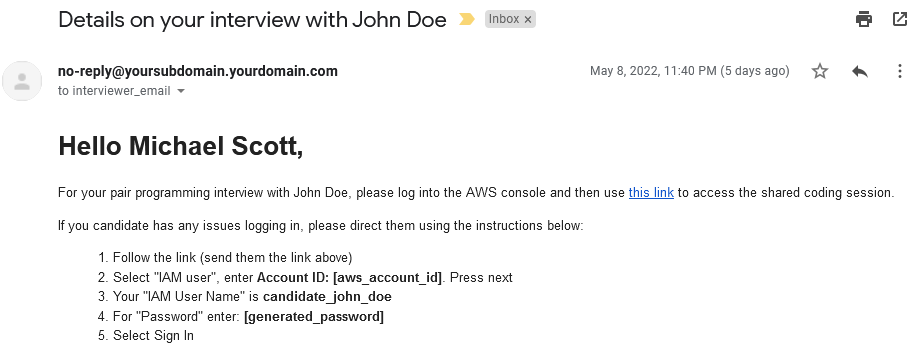 Details on your interview with John Doe Inbox ×
no-reply@yoursubdomain.yourdomain.com May 8, 2022, 11:40 PM (5 days ago)
to interviewer_email
Hello Michael Scott,
For your pair programming interview with John Doe, please log into the AWS console and then use this link to access the shared coding session.
If you candidate has any issues logging in, please direct them using the instructions below:
1. Follow the link (send them the link above)
2. Select "IAM user", enter Account ID: [aws_account_id]. Press next
3. Your "IAM User Name" is candidate_john_doe
4. For "Password" enter: [generated_password]
5. Select Sign In